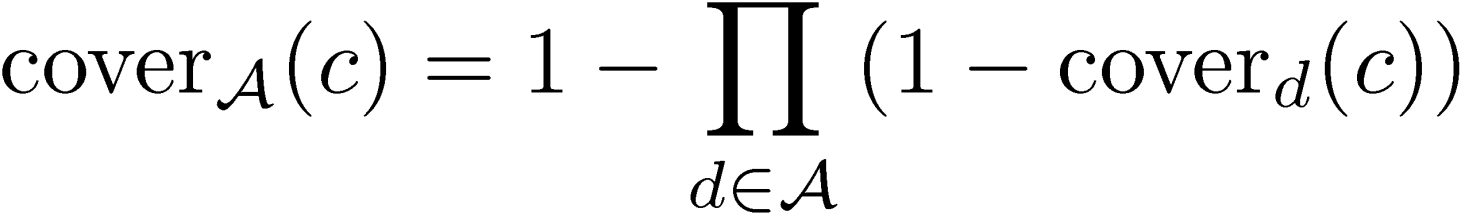 cover_𝒜(c) = 1 − ∏_{d∈𝒜} (1 − cover_d(c))